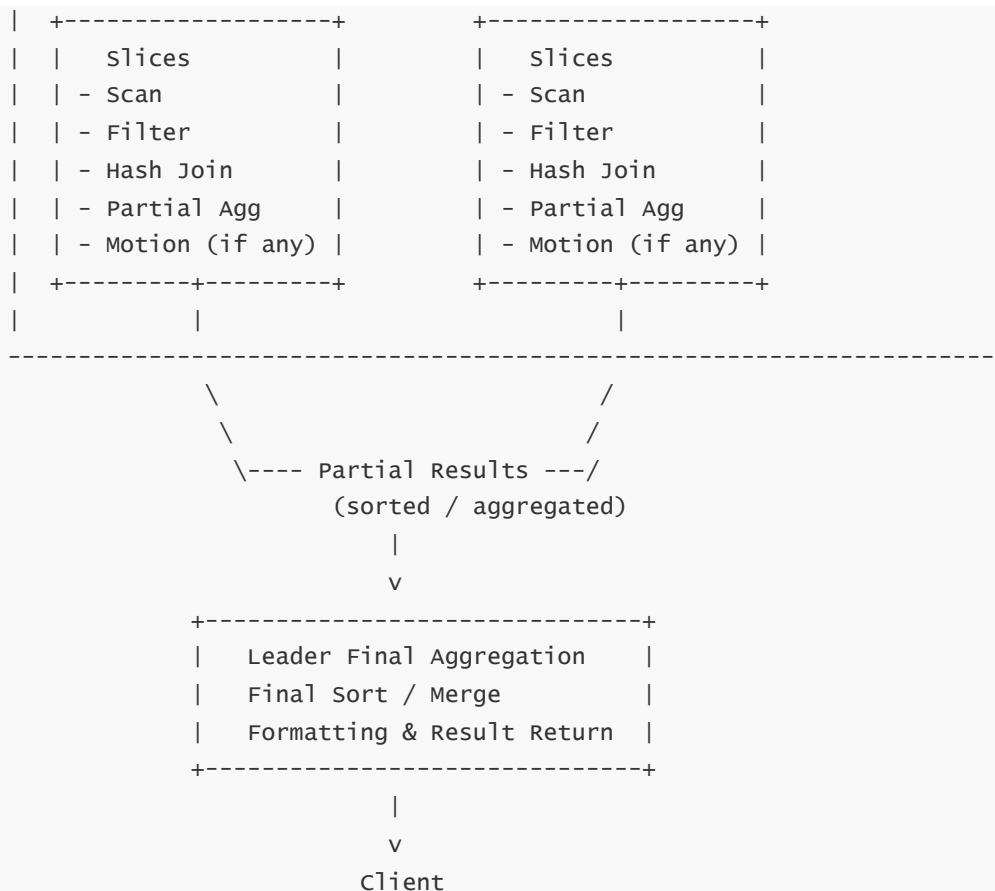 |  +-------------------+         +-------------------+
|  |   Slices          |         |   Slices          |
|  | - Scan            |         | - Scan            |
|  | - Filter          |         | - Filter          |
|  | - Hash Join       |         | - Hash Join       |
|  | - Partial Agg     |         | - Partial Agg     |
|  | - Motion (if any) |         | - Motion (if any) |
|  +---------+---------+         +---------+---------+
|            |                             |
-----------------------------------------------------------------------
              \                           /
               \                         /
                \---- Partial Results ---/
                       (sorted / aggregated)
                           |
                           v
             +-------------------------------+
             |   Leader Final Aggregation    |
             |   Final Sort / Merge          |
             |   Formatting & Result Return  |
             +-------------------------------+
                           |
                           v
                         Client